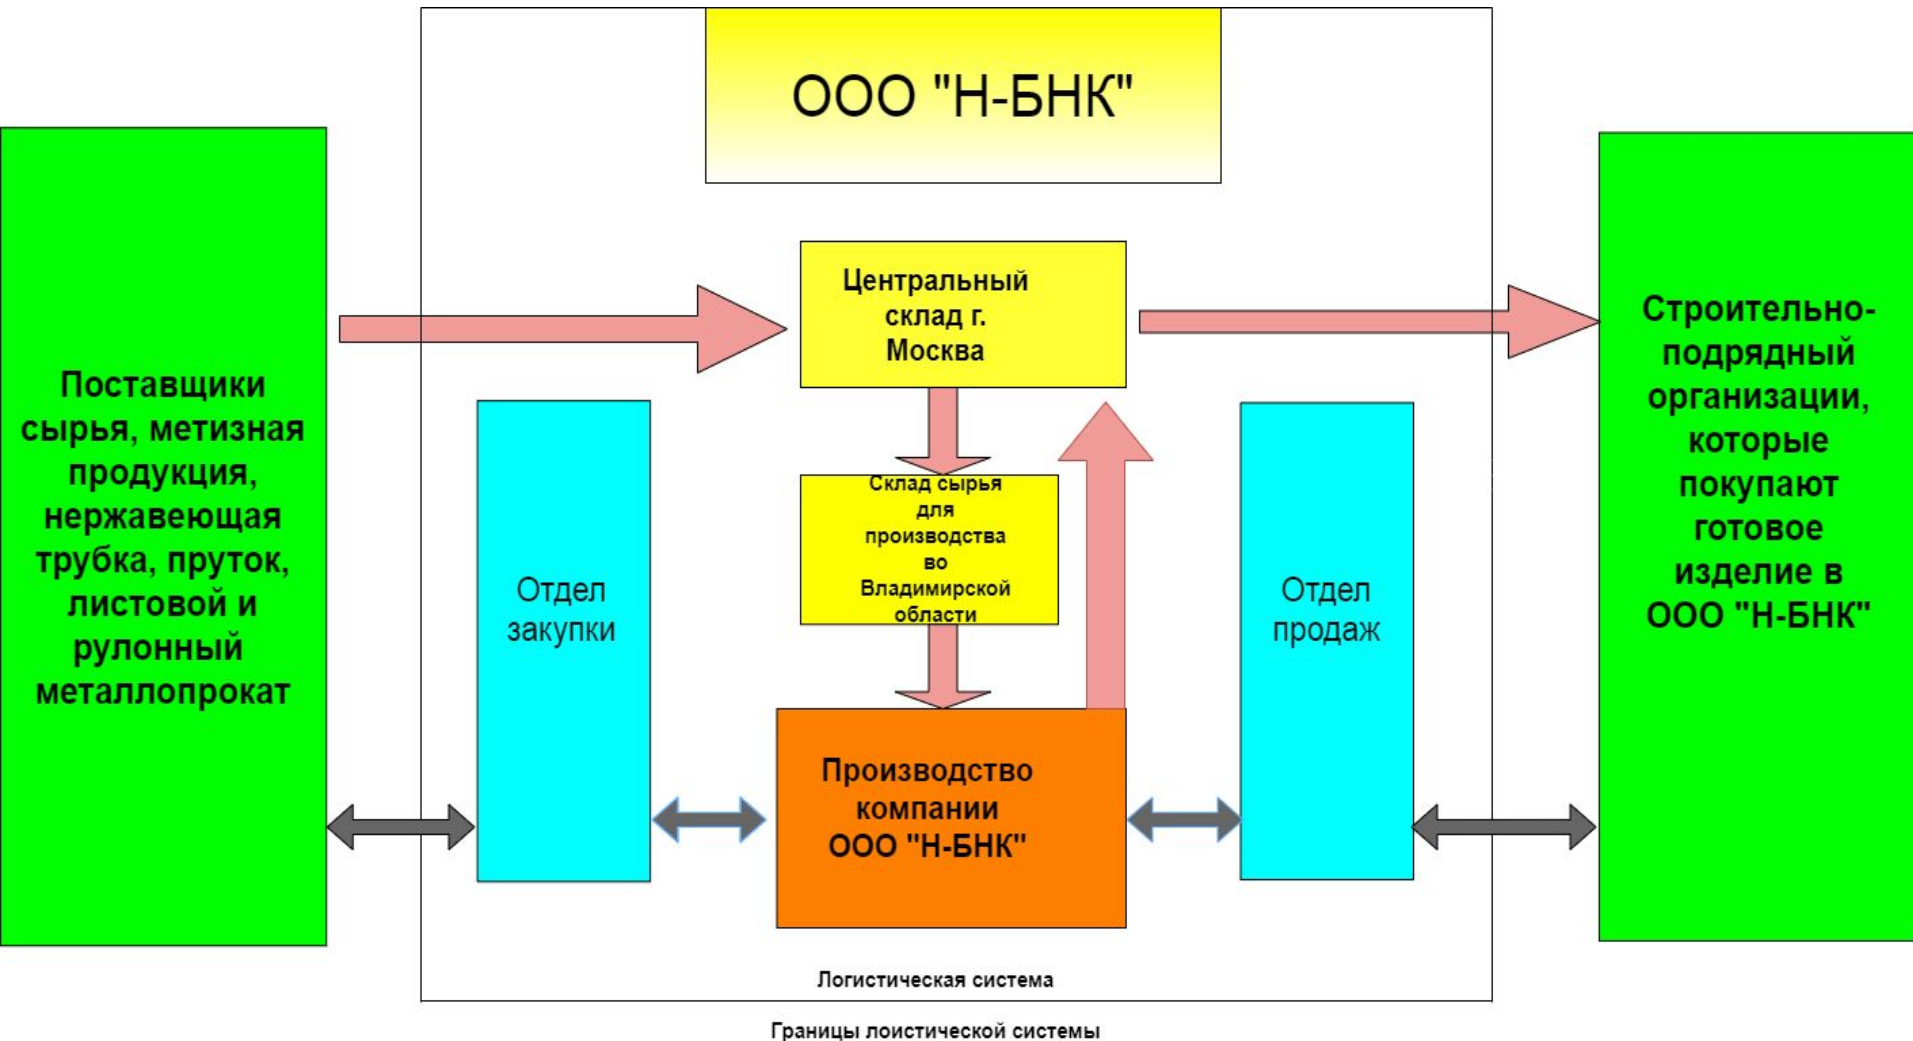 ООО "Н-БНК"
Поставщики
сырья, метизная
продукция,
нержавеющая
трубка, пруток,
листовой и
рулонный
металлопрокат
Центральный
склад г.
Москва
Склад сырья
для
производства
во
Владимирской
области
Отдел
закупки
Производство
компании
ООО "Н-БНК"
Отдел
продаж
Строительно-
подрядный
организации,
которые
покупают
готовое
изделие в
ООО "Н-БНК"
Логистическая система
Границы лоистической системы